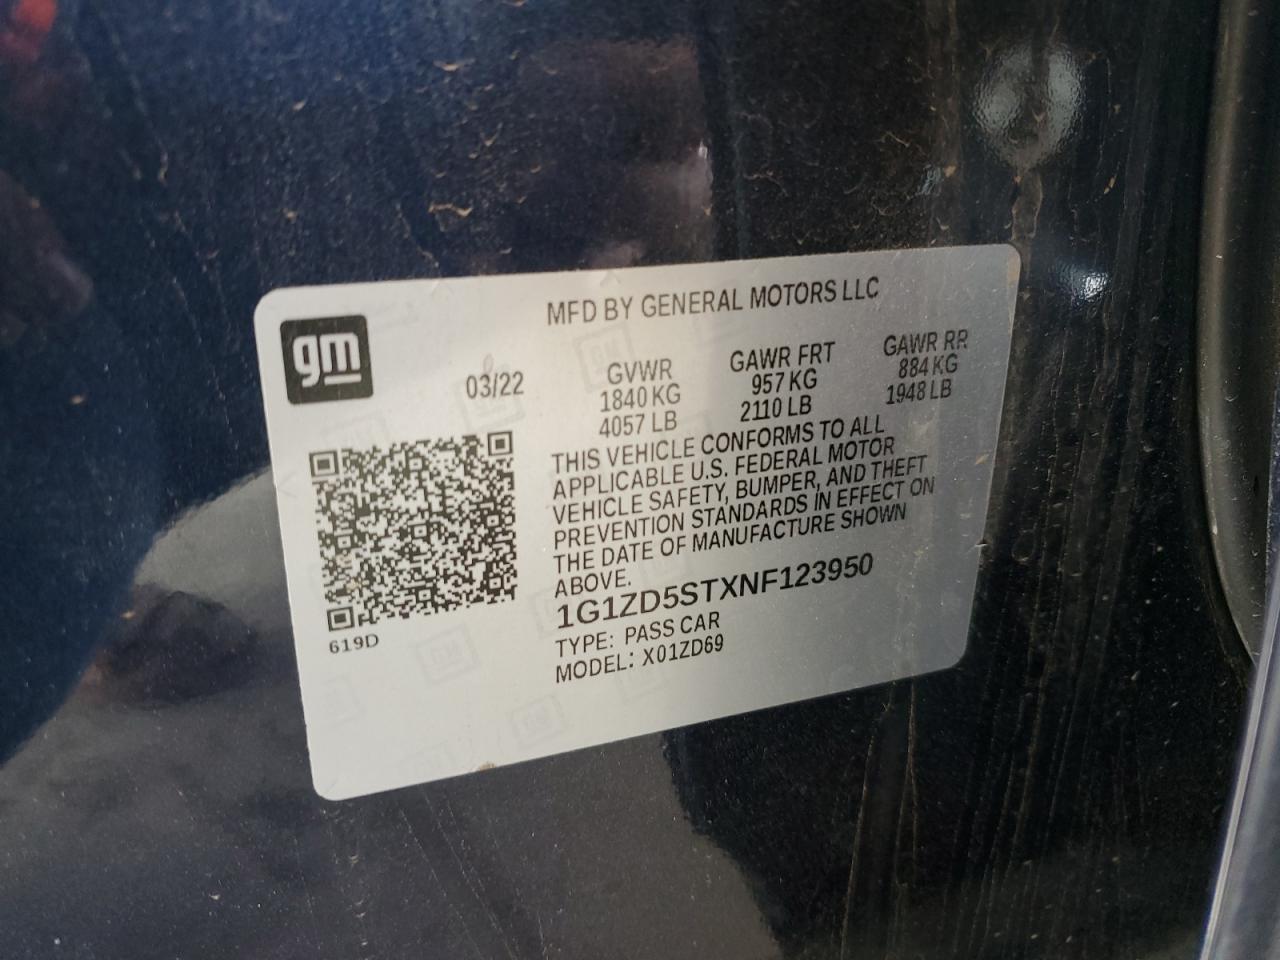 MFD BY GENERAL MOTORS LLC
gm
03/22
GVWR GAWR FRT GAWR RR
1840 KG 957 KG 884 KG
4057 LB 2110 LB 1948 LB
THIS VEHICLE CONFORMS TO ALL
APPLICABLE U.S. FEDERAL MOTOR
VEHICLE SAFETY, BUMPER, AND THEFT
PREVENTION STANDARDS IN EFFECT ON
THE DATE OF MANUFACTURE SHOWN
ABOVE.
1G1ZD5STXNF123950
TYPE: PASS CAR
MODEL: X01ZD69
619D